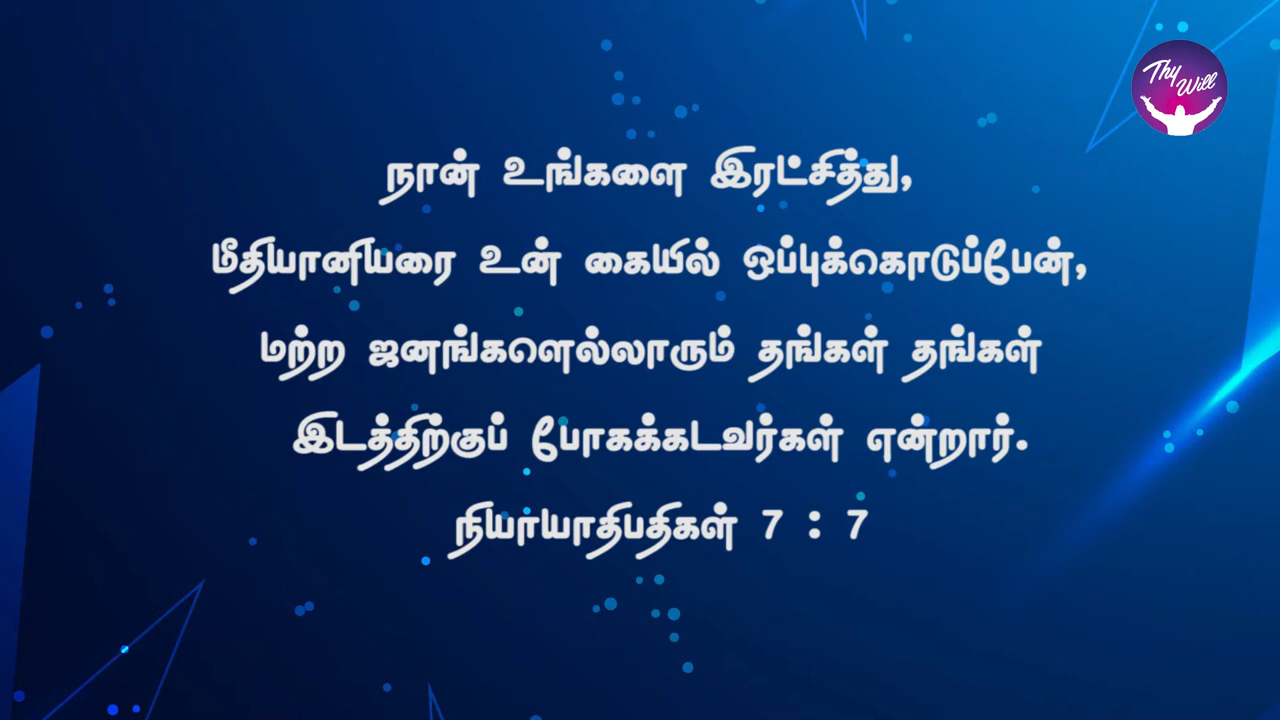 Thy
Will
நான் உங்களை இரட்சித்து,
மீதியானியரை உன் கையில் ஒப்புக்கொடுப்பேன்,
மற்ற ஜனங்களெல்லாரும் தங்கள் தங்கள்
இடத்திற்குப் போகக்கடவர்கள் என்றார்.
நியாயாதிபதிகள் 7 : 7